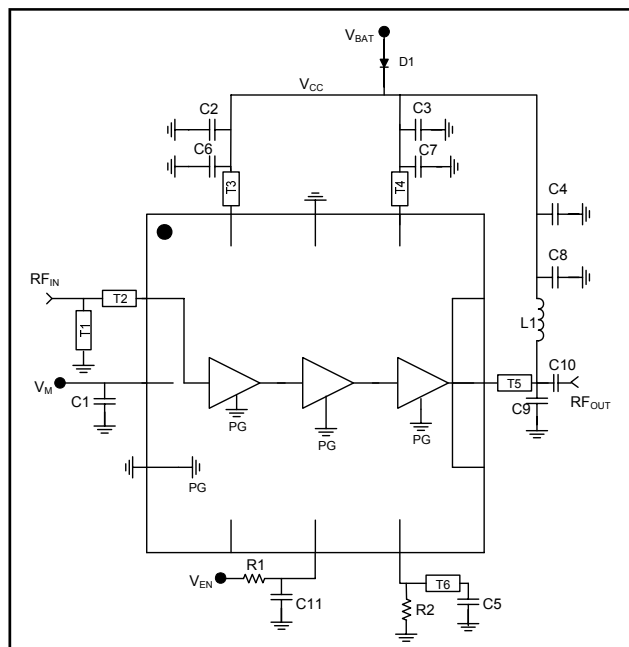 VBAT
D1
VCC
C2
C3
C6
C7
T3
T4
C4
RFIN
T2
C8
T1
L1
C10
T5
VM
C1
C9
RFOUT
PG
PG
PG
PG
VEN
R1
C11
T6
R2
C5